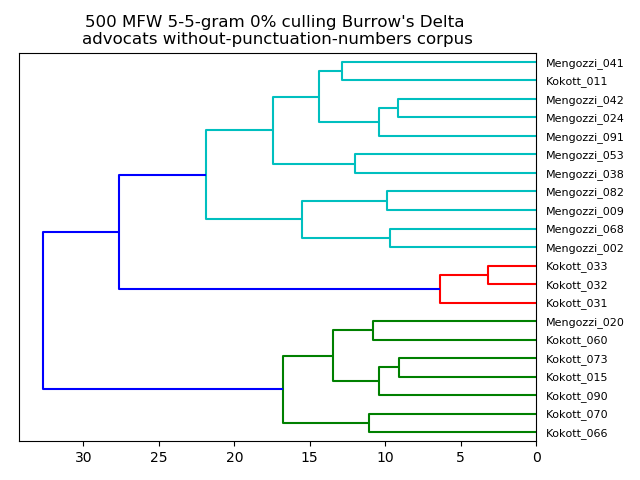 500 MFW 5-5-gram 0% culling Burrow's Delta
advocats without-punctuation-numbers corpus
Mengozzi_041
Kokott_011
Mengozzi_042
Mengozzi_024
Mengozzi_091
Mengozzi_053
Mengozzi_038
Mengozzi_082
Mengozzi_009
Mengozzi_068
Mengozzi_002
Kokott_033
Kokott_032
Kokott_031
Mengozzi_020
Kokott_060
Kokott_073
Kokott_015
Kokott_090
Kokott_070
Kokott_066
30 25 20 15 10 5 0